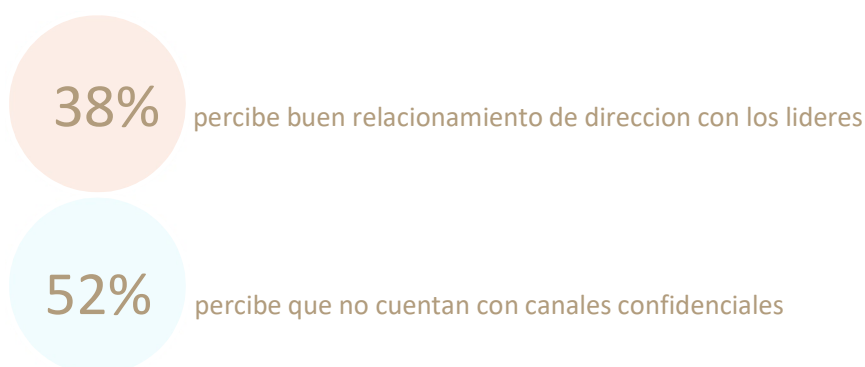 38% percibe buen relacionamiento de direccion con los lideres
52% percibe que no cuentan con canales confidenciales